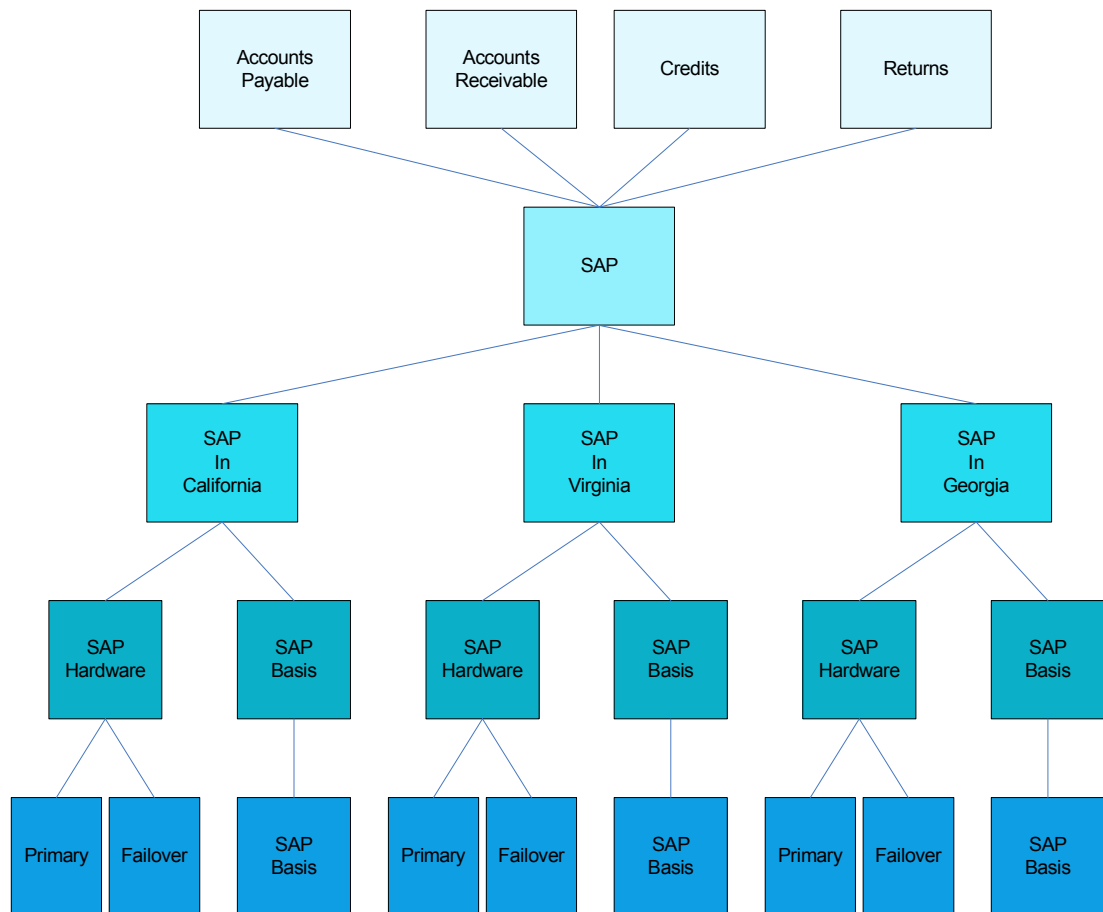 Accounts
Payable
Accounts
Receivable
Credits
Returns
SAP
SAP
In
California
SAP
In
Virginia
SAP
In
Georgia
SAP
Hardware
SAP
Basis
SAP
Hardware
SAP
Basis
SAP
Hardware
SAP
Basis
Primary
Failover
SAP
Basis
Primary
Failover
SAP
Basis
Primary
Failover
SAP
Basis